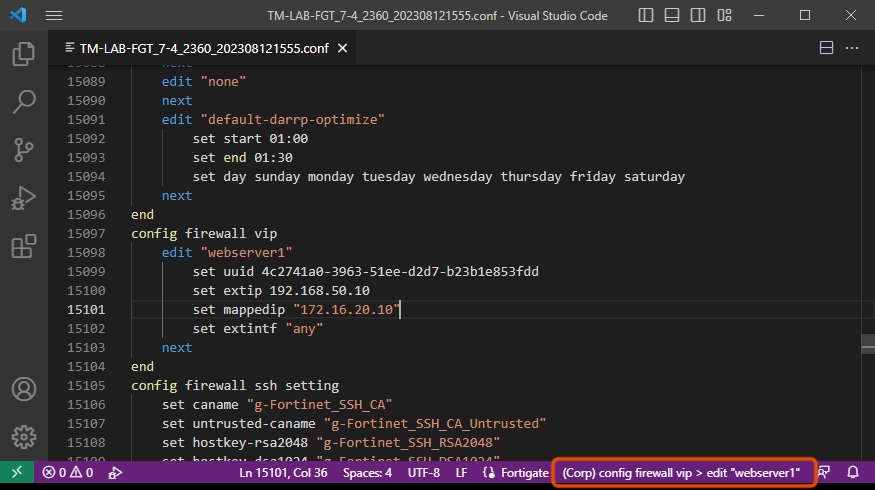 TM-LAB-FGT_7-4_2360_202308121555.conf - Visual Studio Code
TM-LAB-FGT_7-4_2360_202308121555.conf
15088 next
15089 edit "none"
15090 next
15091 edit "default-darrp-optimize"
15092 set start 01:00
15093 set end 01:30
15094 set day sunday monday tuesday wednesday thursday friday saturday
15095 next
15096 end
15097 config firewall vip
15098 edit "webserver1"
15099 set uuid 4c2741a0-3963-51ee-d2d7-b23b1e853fdd
15100 set extip 192.168.50.10
15101 set mappedip "172.16.20.10"
15102 set extintf "any"
15103 next
15104 end
15105 config firewall ssh setting
15106 set caname "g-Fortinet_SSH_CA"
15107 set untrusted-caname "g-Fortinet_SSH_CA_Untrusted"
15108 set hostkey-rsa2048 "g-Fortinet_SSH_RSA2048"
15109 set hostkey-dsa1024 "g-Fortinet_SSH_DSA1024"
0 0 Ln 15101, Col 36 Spaces: 4 UTF-8 LF Fortigate (Corp) config firewall vip > edit "webserver1"